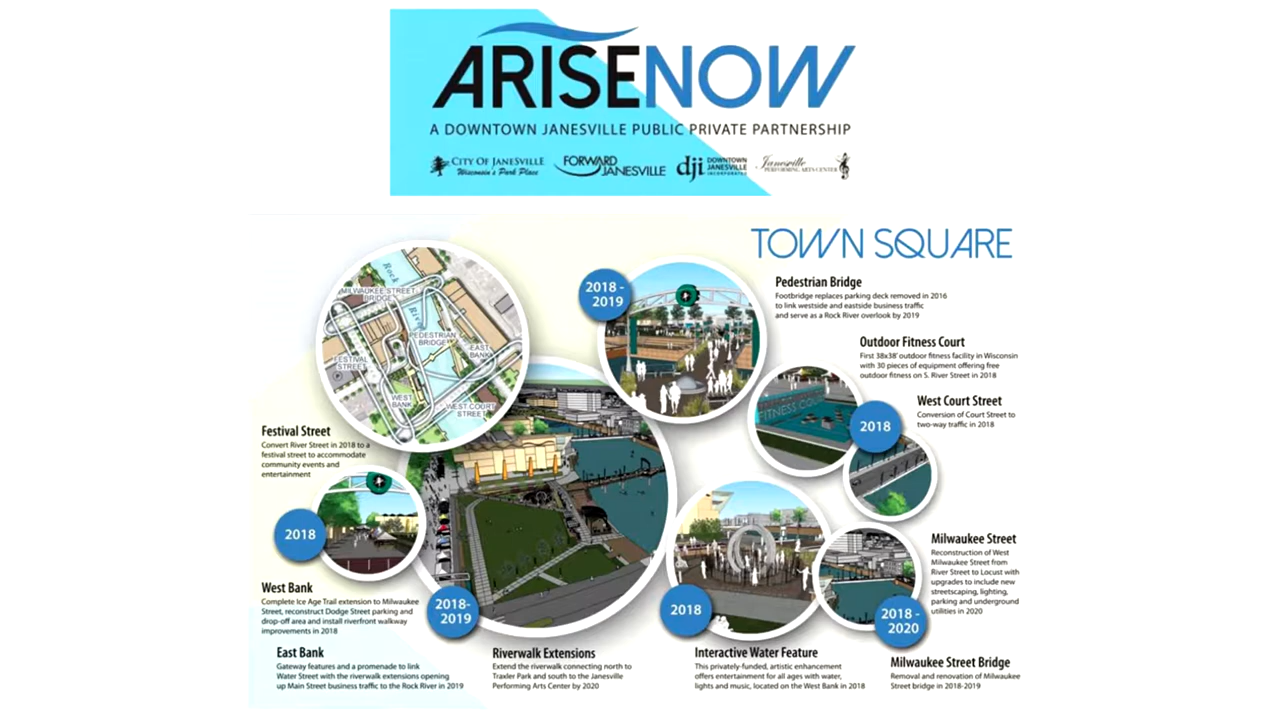 ARISENOW
A DOWNTOWN JANESVILLE PUBLIC PRIVATE PARTNERSHIP
CITY OF JANESVILLE
Wisconsin's Park Place
FORWARD
JANESVILLE
dji
DOWNTOWN
JANESVILLE
INCORPORATED
Janesville
PERFORMING ARTS CENTER
TOWN SQUARE
Rock
River
MILWAUKEE STREET
BRIDGE
PEDESTRIAN
BRIDGE
EAST
BANK
FESTIVAL
STREET
WEST
BANK
WEST COURT
STREET
2018 -
2019
Pedestrian Bridge
Footbridge replaces parking deck removed in 2016
to link westside and eastside business traffic
and serve as a Rock River overlook by 2019
Outdoor Fitness Court
First 38x38' outdoor fitness facility in Wisconsin
with 30 pieces of equipment offering free
outdoor fitness on S. River Street in 2018
FITNESS COURT
2018
West Court Street
Conversion of Court Street to
two-way traffic in 2018
Festival Street
Convert River Street in 2018 to a
festival street to accommodate
community events and
entertainment
2018
West Bank
Complete Ice Age Trail extension to Milwaukee
Street, reconstruct Dodge Street parking and
drop-off area and install riverfront walkway
improvements in 2018
2018-
2019
2018
Milwaukee Street
Reconstruction of West
Milwaukee Street from
River Street to Locust with
upgrades to include new
streetscaping, lighting,
parking and underground
utilities in 2020
2018 -
2020
East Bank
Gateway features and a promenade to link
Water Street with the riverwalk extensions opening
up Main Street business traffic to the Rock River in 2019
Riverwalk Extensions
Extend the riverwalk connecting north to
Traxler Park and south to the Janesville
Performing Arts Center by 2020
Interactive Water Feature
This privately-funded, artistic enhancement
offers entertainment for all ages with water,
lights and music, located on the West Bank in 2018
Milwaukee Street Bridge
Removal and renovation of Milwaukee
Street bridge in 2018-2019